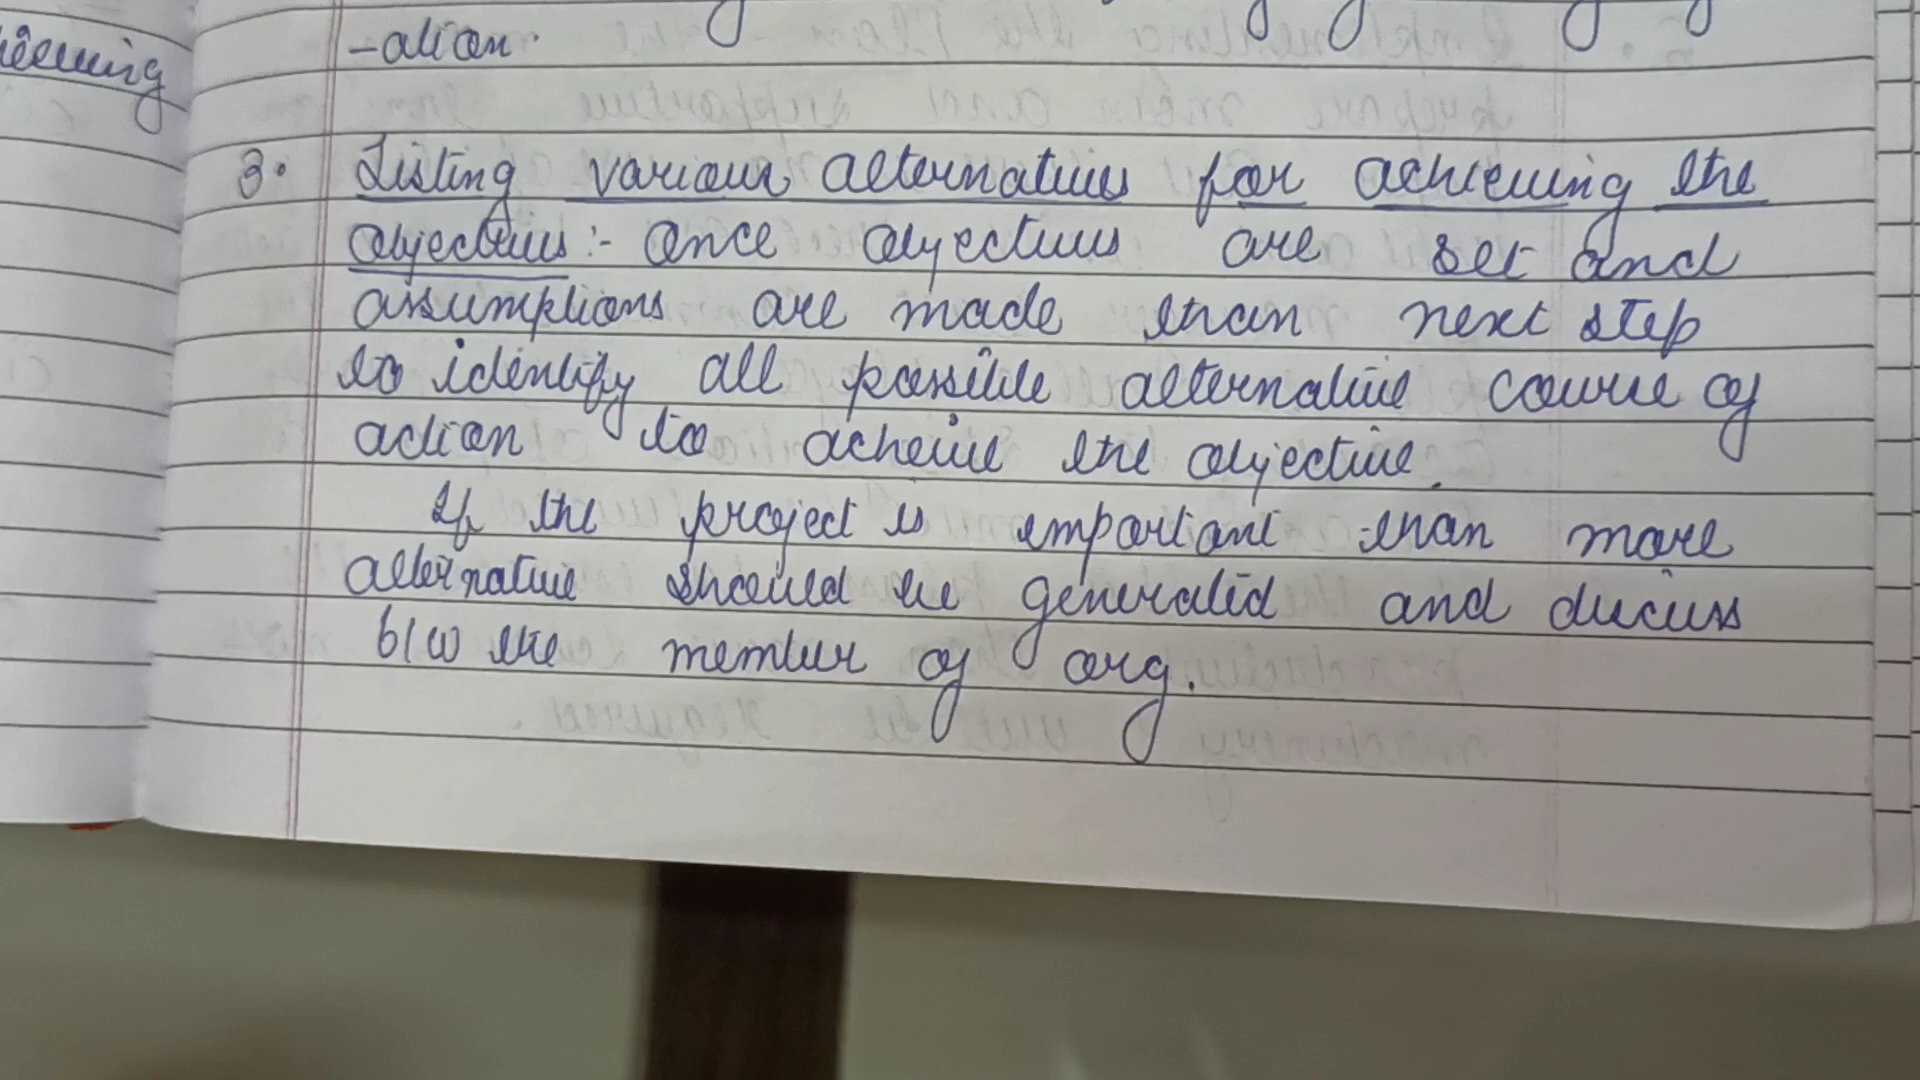 -ation.
3. Listing various alternatives for achieving the
objectives :- Once objectives are set and
assumptions are made than next step
to identify all possible alternative course of
action to acheive the objective.
If the project is important than more
alternative should be generated and discuss
b/w the member of org.